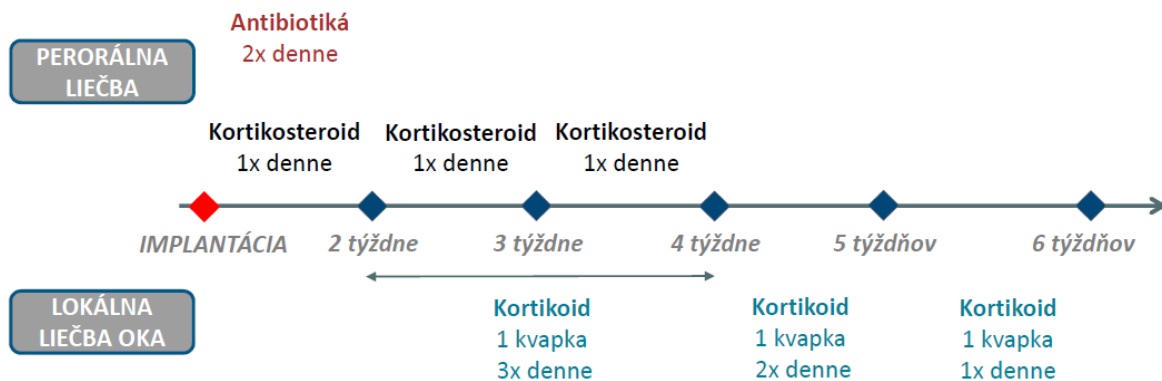 Antibiotiká
2x denne
PERORÁLNA
LIEČBA
Kortikosteroid
1x denne
Kortikosteroid
1x denne
Kortikosteroid
1x denne
IMPLANTÁCIA
2 týždne
3 týždne
4 týždne
5 týždňov
6 týždňov
LOKÁLNA
LIEČBA OKA
Kortikoid
1 kvapka
3x denne
Kortikoid
1 kvapka
2x denne
Kortikoid
1 kvapka
1x denne